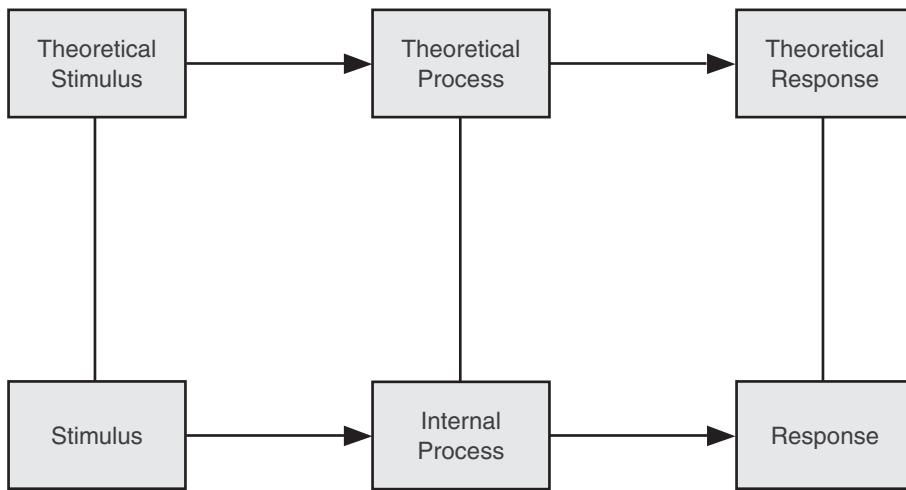 Theoretical
Stimulus
Theoretical
Process
Theoretical
Response
Stimulus
Internal
Process
Response